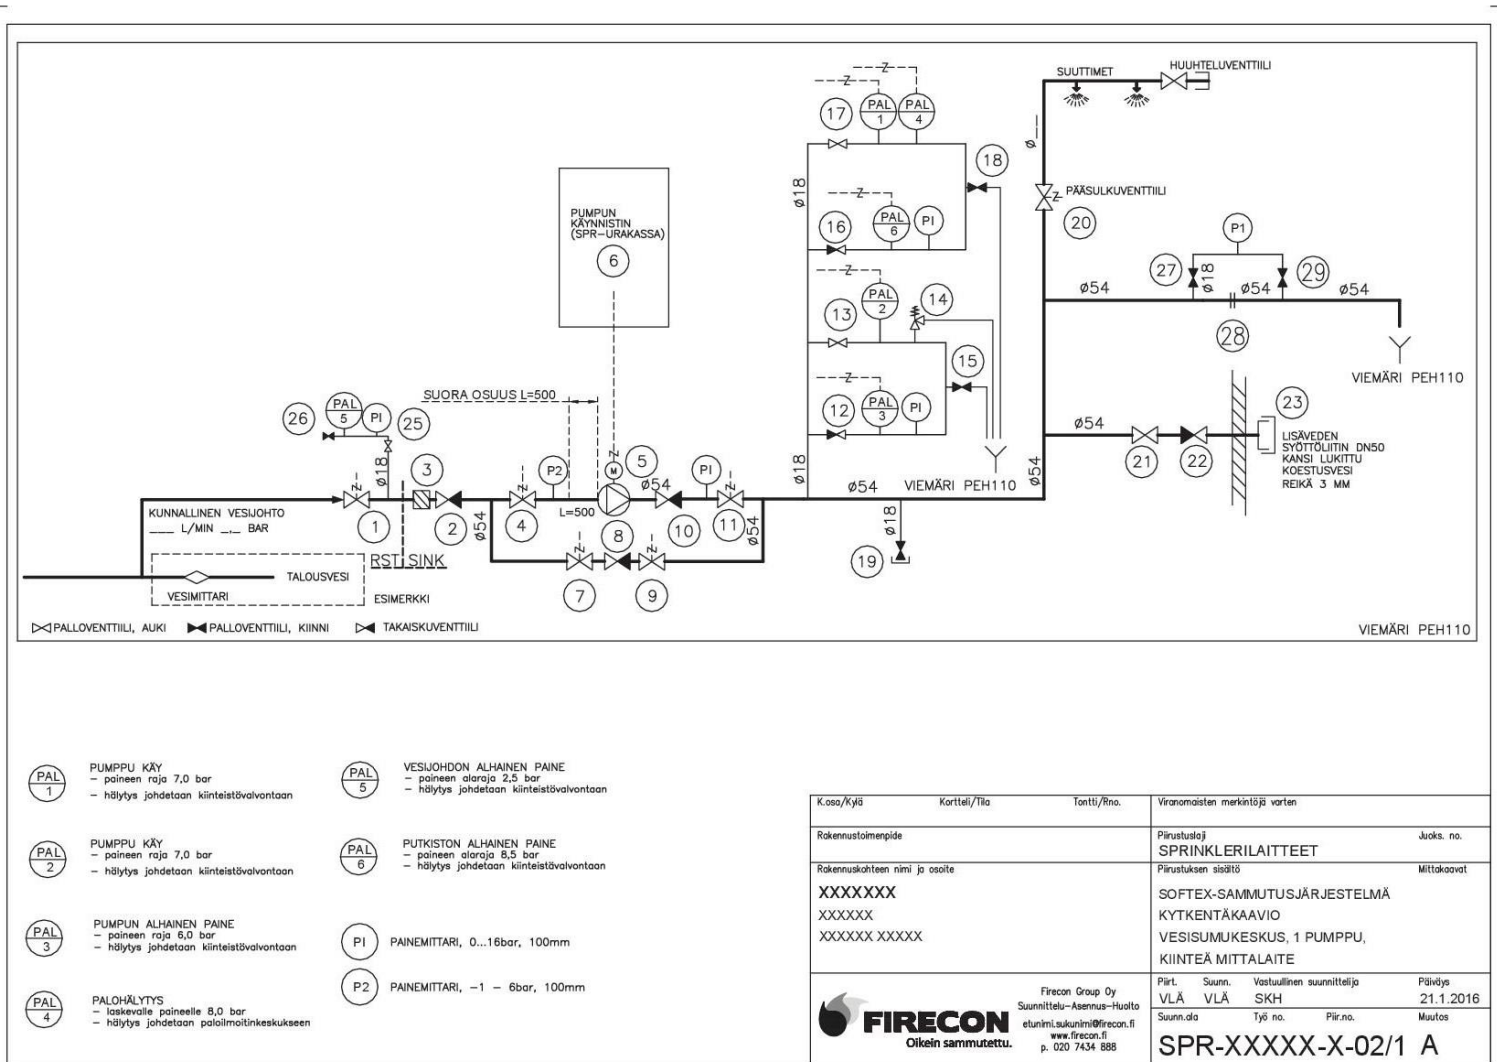 SUUTTIMET
HUUHTELUVENTTIILI
17
PAL
1
PAL
4
Ø
18
PÄÄSULKUVENTTIILI
20
PUMPUN
KÄYNNISTIN
(SPR-URAKASSA)
6
ø18
16
PAL
6
PI
P1
27
ø18
29
ø54
ø54
ø54
28
VIEMÄRI PEH110
13
PAL
2
14
15
12
PAL
3
PI
ø18
VIEMÄRI PEH110
23
ø54
21
22
LISÄVEDEN
SYÖTTÖLIITIN DN50
KANSI LUKITTU
KOESTUSVESI
REIKÄ 3 MM
SUORA OSUUS L=500
26
PAL
5
PI
25
ø18
3
P2
M
5
ø54
PI
ø54
ø54
KUNNALLINEN VESIJOHTO
___ L/MIN _._ BAR
1
2
ø54
4
L=500
8
10
11
ø54
ø18
19
RST
SINK
7
9
TALOUSVESI
VESIMITTARI
ESIMERKKI
PALLOVENTTIILI, AUKI
PALLOVENTTIILI, KIINNI
TAKAISKUVENTTIILI
VIEMÄRI PEH110
PAL
1
PUMPPU KÄY
- paineen raja 7,0 bar
- hälytys johdetaan kiinteistövalvontaan
PAL
2
PUMPPU KÄY
- paineen raja 7,0 bar
- hälytys johdetaan kiinteistövalvontaan
PAL
3
PUMPUN ALHAINEN PAINE
- paineen raja 6,0 bar
- hälytys johdetaan kiinteistövalvontaan
PAL
4
PALOHÄLYTYS
- laskevalle paineelle 8,0 bar
- hälytys johdetaan paloilmoitinkeskukseen
PAL
5
VESIJOHDON ALHAINEN PAINE
- paineen alaraja 2,5 bar
- hälytys johdetaan kiinteistövalvontaan
PAL
6
PUTKISTON ALHAINEN PAINE
- paineen alaraja 8,5 bar
- hälytys johdetaan kiinteistövalvontaan
PI
PAINEMITTARI, 0...16bar, 100mm
P2
PAINEMITTARI, -1 - 6bar, 100mm
K.osa/Kylä
Kortteli/Tila
Tontti/Rno.
Viranomaisten merkintöjä varten
Rakennustoimenpide
Piirustuslaji
Juoks. no.
SPRINKLERILAITTEET
Rakennuskohteen nimi ja osoite
Piirustuksen sisältö
Mittakaavat
XXXXXXX
XXXXXX
XXXXXX XXXXX
SOFTEX-SAMMUTUSJÄRJESTELMÄ
KYTKENTÄKAAVIO
VESISUMUKESKUS, 1 PUMPPU,
KIINTEÄ MITTALAITE
FIRECON
Oikein sammutettu.
Firecon Group Oy
Suunnittelu-Asennus-Huolto
etunimi.sukunimi@firecon.fi
www.firecon.fi
p. 020 7434 888
Piirt.
Suunn.
Vastuullinen suunnittelija
Päiväys
VLÄ
VLÄ
SKH
21.1.2016
Suunn.ala
Työ no.
Piir.no.
Muutos
SPR-XXXXX-X-02/1 A